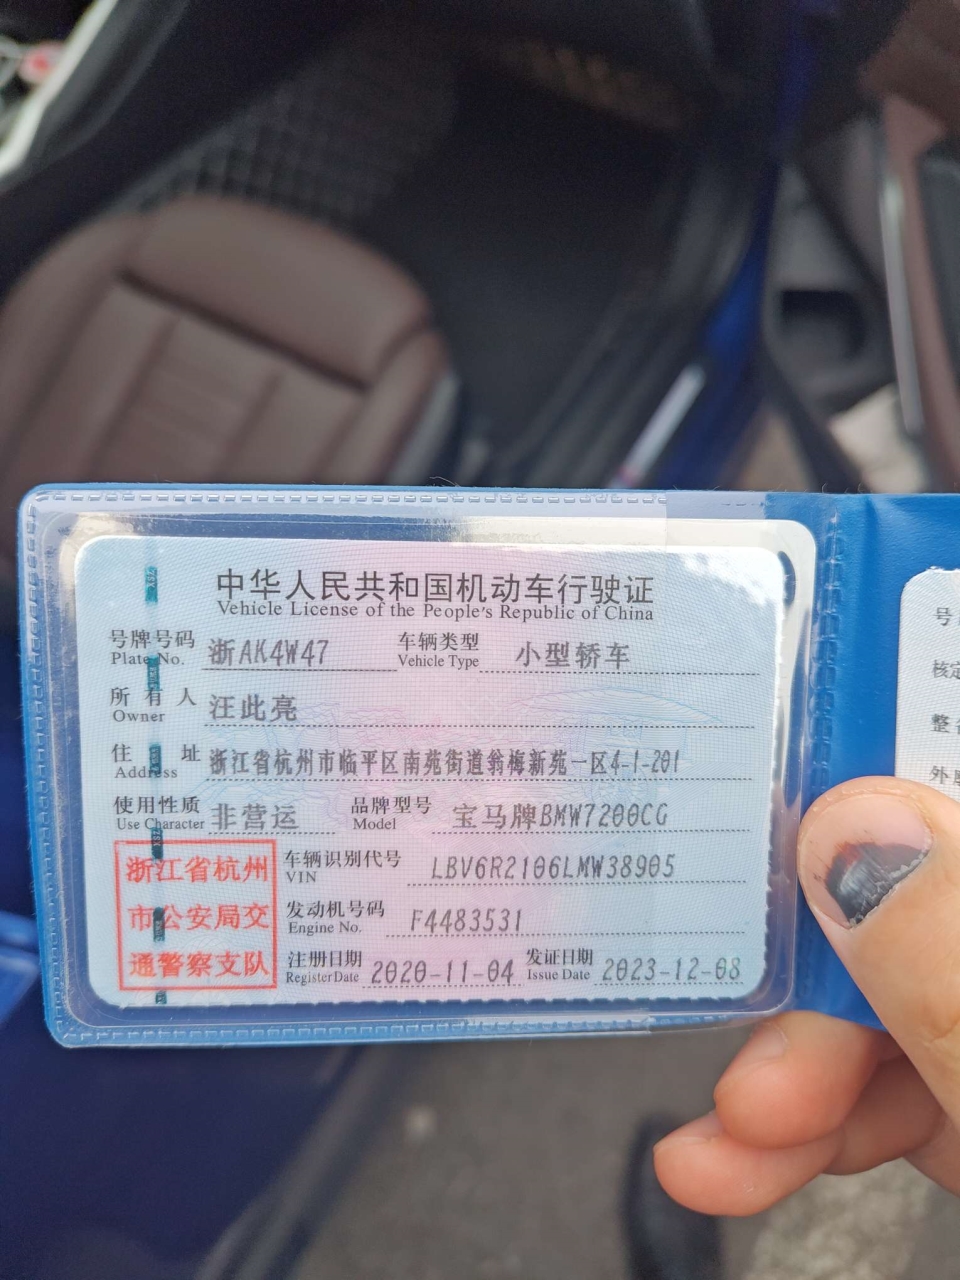 中华人民共和国机动车行驶证
Vehicle License of the People's Republic of China
号牌号码 浙AK4W47 车辆类型 小型轿车
Plate No. Vehicle Type
所有人 汪此亮
Owner
住址 浙江省杭州市临平区南苑街道翁梅新苑一区4-1-201
Address
使用性质 非营运 品牌型号 宝马牌BMW7200CG
Use Character Model
浙江省杭州
市公安局交
通警察支队
车辆识别代号 LBV6R2106LMW38905
VIN
发动机号码 F4483531
Engine No.
注册日期 2020-11-04 发证日期 2023-12-08
Register Date Issue Date
号
核定
整备
外廓